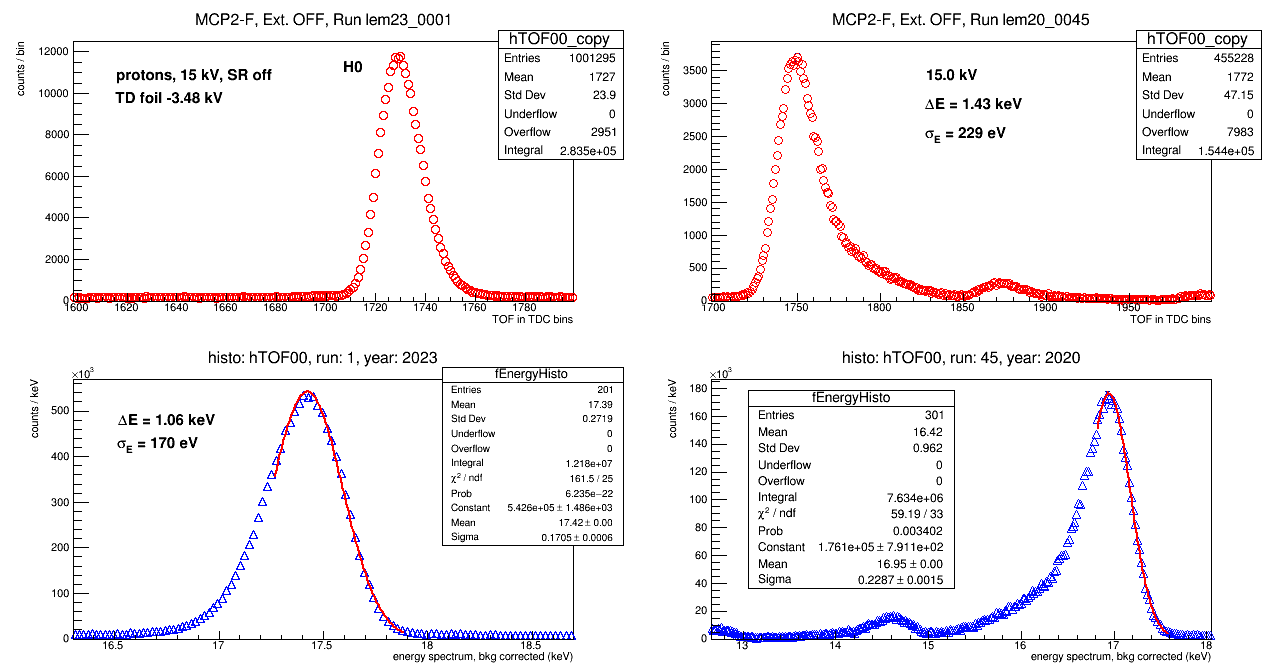 MCP2-F, Ext. OFF, Run lem23_0001
counts / bin
12000
10000
8000
6000
4000
2000
0
protons, 15 kV, SR off
TD foil -3.48 kV
H0
hTOF00_copy
Entries 1001295
Mean 1727
Std Dev 23.9
Underflow 0
Overflow 2951
Integral 2.835e+05
1600 1620 1640 1660 1680 1700 1720 1740 1760 1780
TOF in TDC bins
MCP2-F, Ext. OFF, Run lem20_0045
counts / bin
3500
3000
2500
2000
1500
1000
500
0
15.0 kV
ΔE = 1.43 keV
σE = 229 eV
hTOF00_copy
Entries 455228
Mean 1772
Std Dev 47.15
Underflow 0
Overflow 7983
Integral 1.544e+05
1700 1750 1800 1850 1900 1950
TOF in TDC bins
histo: hTOF00, run: 1, year: 2023
×10³
counts / keV
500
400
300
200
100
0
ΔE = 1.06 keV
σE = 170 eV
fEnergyHisto
Entries 201
Mean 17.39
Std Dev 0.2719
Underflow 0
Overflow 0
Integral 1.218e+07
χ² / ndf 161.5 / 25
Prob 6.235e−22
Constant 5.426e+05 ± 1.486e+03
Mean 17.42 ± 0.00
Sigma 0.1705 ± 0.0006
16.5 17 17.5 18 18.5
energy spectrum, bkg corrected (keV)
histo: hTOF00, run: 45, year: 2020
×10³
counts / keV
180
160
140
120
100
80
60
40
20
0
fEnergyHisto
Entries 301
Mean 16.42
Std Dev 0.962
Underflow 0
Overflow 0
Integral 7.634e+06
χ² / ndf 59.19 / 33
Prob 0.003402
Constant 1.761e+05 ± 7.911e+02
Mean 16.95 ± 0.00
Sigma 0.2287 ± 0.0015
13 14 15 16 17 18
energy spectrum, bkg corrected (keV)